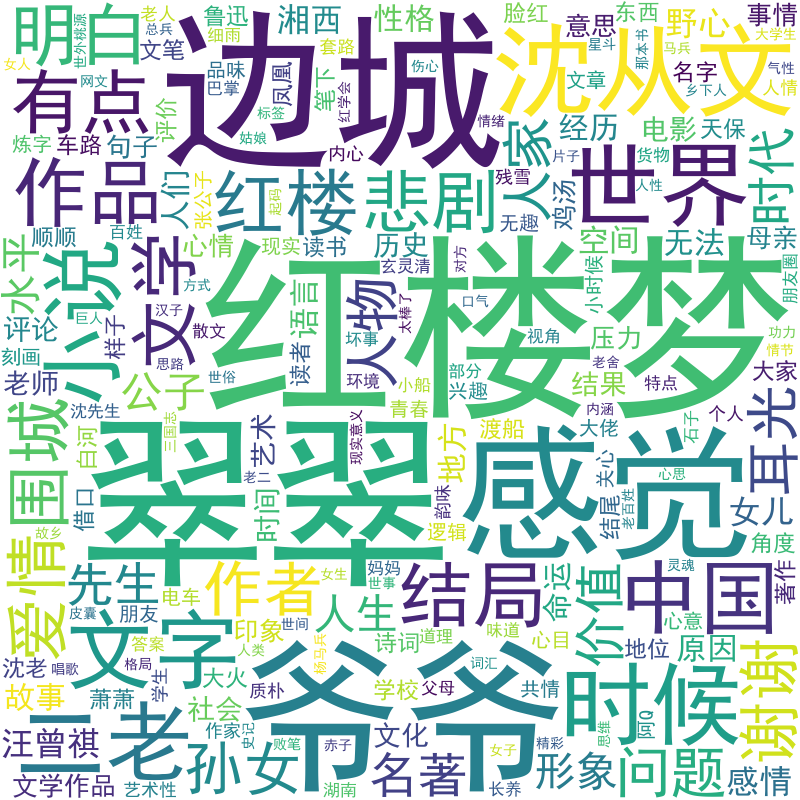 明白
世外桃源
老人
总兵
细雨
鲁迅
湘西
性格
脸红
意思
东西
野心
事情
星斗
大学生
女人
网文
文笔
套路
品味
巴掌
凤凰
笔下
伤心
红学会
边城
沈从文
文章
那本书
马兵
名字
气性
乡下人
人情
有点
评价
标签
姑娘
情绪
经历
电影
天保
炼字
车路
句子
内心
片子
货物
人性
作品
人们
张公子
起码
红楼
悲剧
残雪
无趣
鸡汤
人家
世界
时代
顺顺
百姓
心情
现实
读书
历史
空间
无法
母亲
水平
小说
文学
方式
玄灵清
对方
小时候
朋友圈
评论
样子
巨人
汉子
散文
思路
语言
读者
坏事
人物
太棒了
口气
视角
压力
功力
情节
刻画
世俗
环境
红楼梦
老师
公子
小船
青春
部分
兴趣
老舍
结果
特点
大家
沈先生
三国志
艺术
现实意义
渡船
内涵
大佬
石子
个人
围城
白河
老二
地方
关心
结尾
老百姓
心思
耳光
借口
时间
韵味
逻辑
女儿
角度
翠翠
感觉
故乡
爱情
先生
电车
皮囊
世事
女生
妈妈
作者
结局
命运
价值
灵魂
中国
著作
朋友
答案
印象
世间
人生
诗词
道理
味道
心目
心意
地位
原因
沈老
唱歌
格局
人类
杨马兵
文字
大火
质朴
学校
父母
词汇
共情
故事
萧萧
学生
社会
爷爷
时候
谢谢
汪曾祺
二老
作家
史记
败笔
赤子
文化
女子
精彩
思维
阿Q
文学作品
艺术性
孙女
湖南
名著
长养
形象
问题
感情